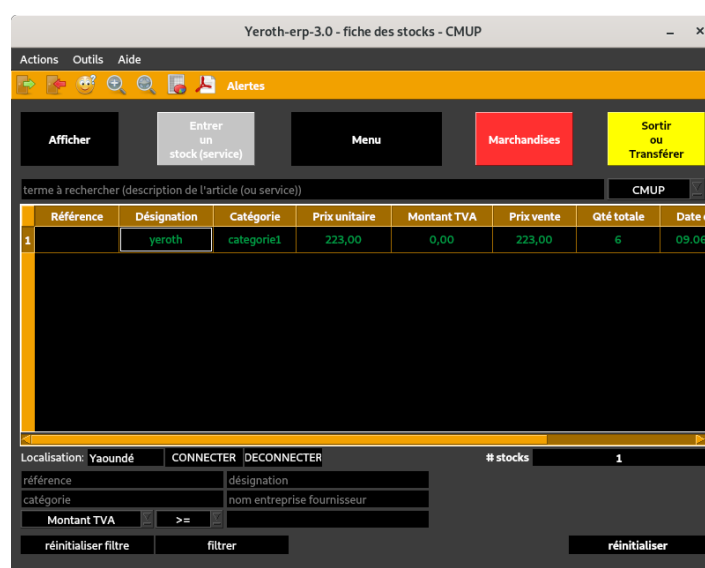 Yeroth-erp-3.0 - fiche des stocks - CMUP
Actions Outils Aide
Alertes
Afficher
Entrer
un
stock (service)
Menu
Marchandises
Sortir
ou
Transférer
terme à rechercher (description de l'article (ou service))
CMUP
Référence Désignation Catégorie Prix unitaire Montant TVA Prix vente Qté totale Date
1 yeroth categorie1 223,00 0,00 223,00 6 09.06
Localisation: Yaoundé CONNECTER DECONNECTER # stocks 1
référence désignation
catégorie nom entreprise fournisseur
Montant TVA >=
réinitialiser filtre filtrer réinitialiser